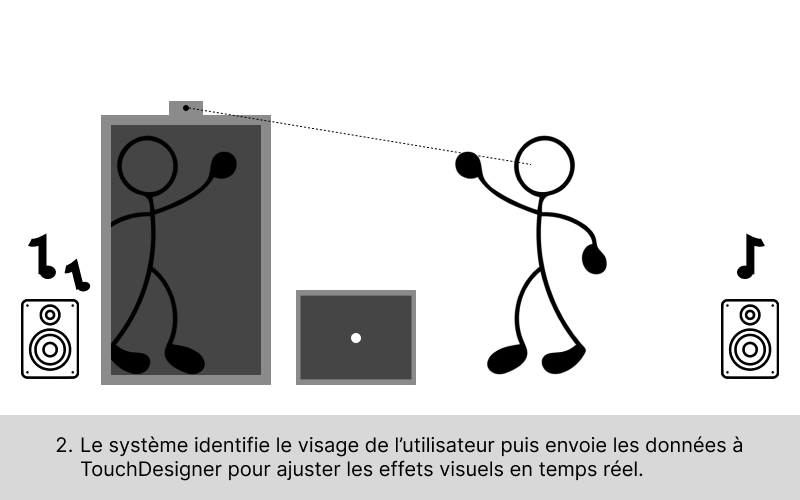 2. Le système identifie le visage de l’utilisateur puis envoie les données à
TouchDesigner pour ajuster les effets visuels en temps réel.